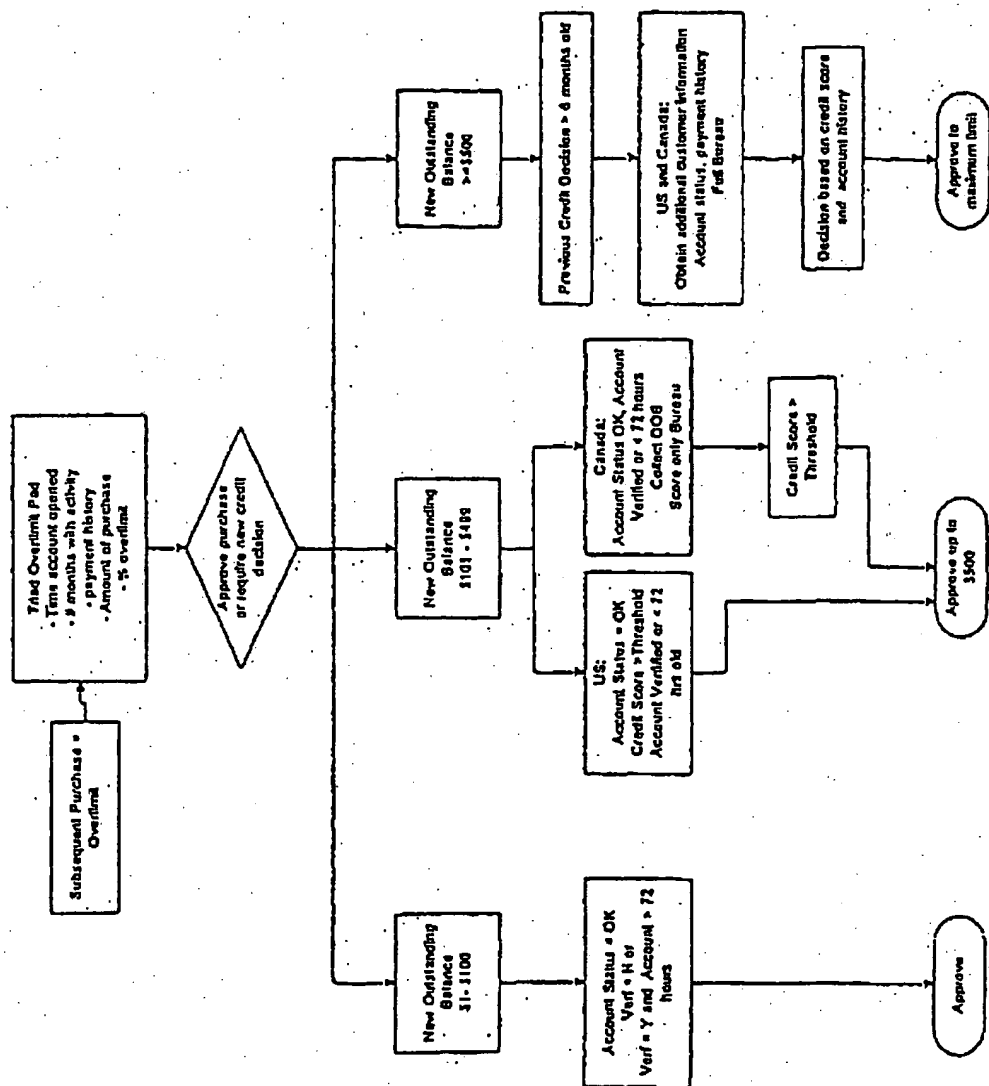 Subsequent Purchase =
Overlimit
Triad Overlimit Pad
- Time account opened
- # months with activity
- payment history
- Amount of purchase
- % overlimit
Approve purchase
or require new credit
decision
New Outstanding
Balance
$1 - $100
Account Status = OK
Verf = N or
Verf = Y and Account > 72
hours
Approve
New Outstanding
Balance
$101 - $499
US:
Account Status = OK
Credit Score > Threshold
Account Verified or < 72
hrs old
Canada:
Account Status OK, Account
Verified or < 72 hours
Collect DOB
Score only Bureau
Credit Score >
Threshold
Approve up to
$500
New Outstanding
Balance
>=$500
Previous Credit Decision > 6 months old
US and Canada:
Obtain additional customer information
Account status, payment history
Full Bureau
Decision based on credit score
and account history
Approve to
maximum limit